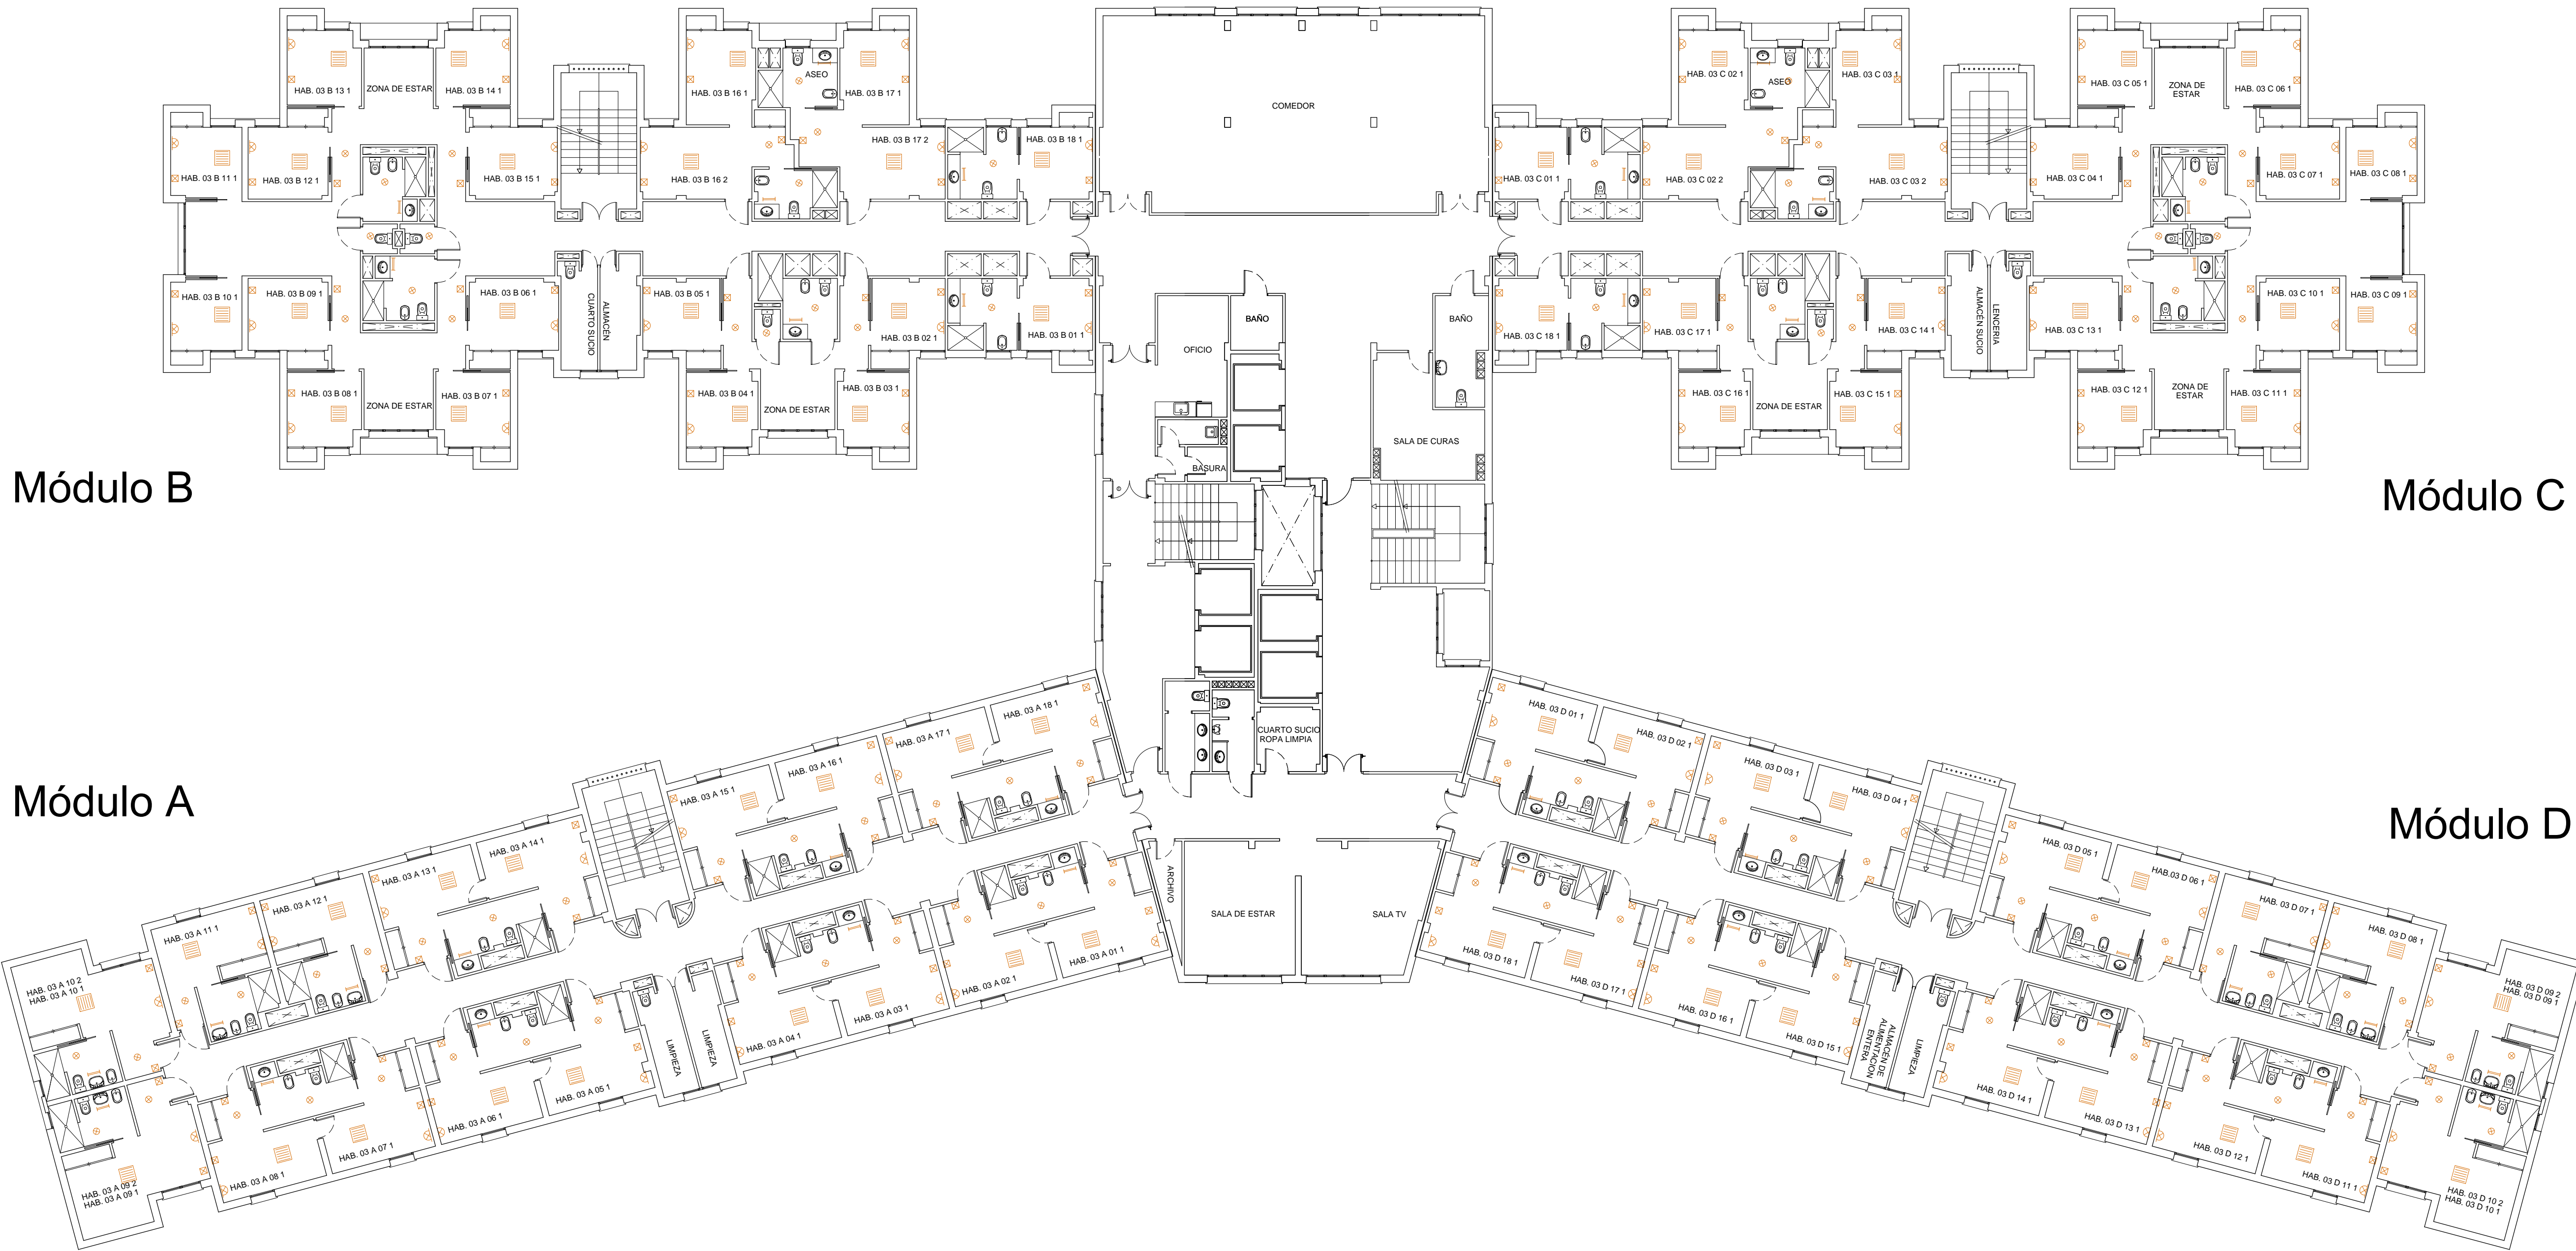 HAB. 03 B 13 1
ZONA DE ESTAR
HAB. 03 B 14 1
HAB. 03 B 16 1
ASEO
HAB. 03 B 17 1
HAB. 03 B 11 1
HAB. 03 B 12 1
HAB. 03 B 15 1
HAB. 03 B 16 2
HAB. 03 B 17 2
HAB. 03 B 18 1
HAB. 03 B 10 1
HAB. 03 B 09 1
HAB. 03 B 06 1
CUARTO SUCIO
ALMACÉN
HAB. 03 B 05 1
HAB. 03 B 02 1
HAB. 03 B 01 1
HAB. 03 B 08 1
ZONA DE ESTAR
HAB. 03 B 07 1
HAB. 03 B 04 1
ZONA DE ESTAR
HAB. 03 B 03 1
Módulo B
COMEDOR
BAÑO
OFICIO
BASURA
BAÑO
SALA DE CURAS
CUARTO SUCIO
ROPA LIMPIA
HAB. 03 C 02 1
ASEO
HAB. 03 C 03 1
HAB. 03 C 05 1
ZONA DE
ESTAR
HAB. 03 C 06 1
HAB. 03 C 01 1
HAB. 03 C 02 2
HAB. 03 C 03 2
HAB. 03 C 04 1
HAB. 03 C 07 1
HAB. 03 C 08 1
HAB. 03 C 18 1
HAB. 03 C 17 1
HAB. 03 C 14 1
ALMACÉN SUCIO
LENCERIA
HAB. 03 C 13 1
HAB. 03 C 10 1
HAB. 03 C 09 1
HAB. 03 C 16 1
ZONA DE ESTAR
HAB. 03 C 15 1
HAB. 03 C 12 1
ZONA DE
ESTAR
HAB. 03 C 11 1
Módulo C
Módulo A
HAB. 03 A 18 1
HAB. 03 A 17 1
HAB. 03 A 16 1
HAB. 03 A 15 1
HAB. 03 A 14 1
HAB. 03 A 13 1
HAB. 03 A 12 1
HAB. 03 A 11 1
HAB. 03 A 10 2
HAB. 03 A 10 1
HAB. 03 A 01 1
HAB. 03 A 02 1
HAB. 03 A 03 1
HAB. 03 A 04 1
LIMPIEZA
LIMPIEZA
HAB. 03 A 05 1
HAB. 03 A 06 1
HAB. 03 A 07 1
HAB. 03 A 08 1
HAB. 03 A 09 2
HAB. 03 A 09 1
ARCHIVO
SALA DE ESTAR
SALA TV
Módulo D
HAB. 03 D 01 1
HAB. 03 D 02 1
HAB. 03 D 03 1
HAB. 03 D 04 1
HAB. 03 D 05 1
HAB. 03 D 06 1
HAB. 03 D 07 1
HAB. 03 D 08 1
HAB. 03 D 09 2
HAB. 03 D 09 1
HAB. 03 D 18 1
HAB. 03 D 17 1
HAB. 03 D 16 1
HAB. 03 D 15 1
ALMACÉN DE
ALIMENTACION
ENTERA
LIMPIEZA
HAB. 03 D 14 1
HAB. 03 D 13 1
HAB. 03 D 12 1
HAB. 03 D 11 1
HAB. 03 D 10 2
HAB. 03 D 10 1